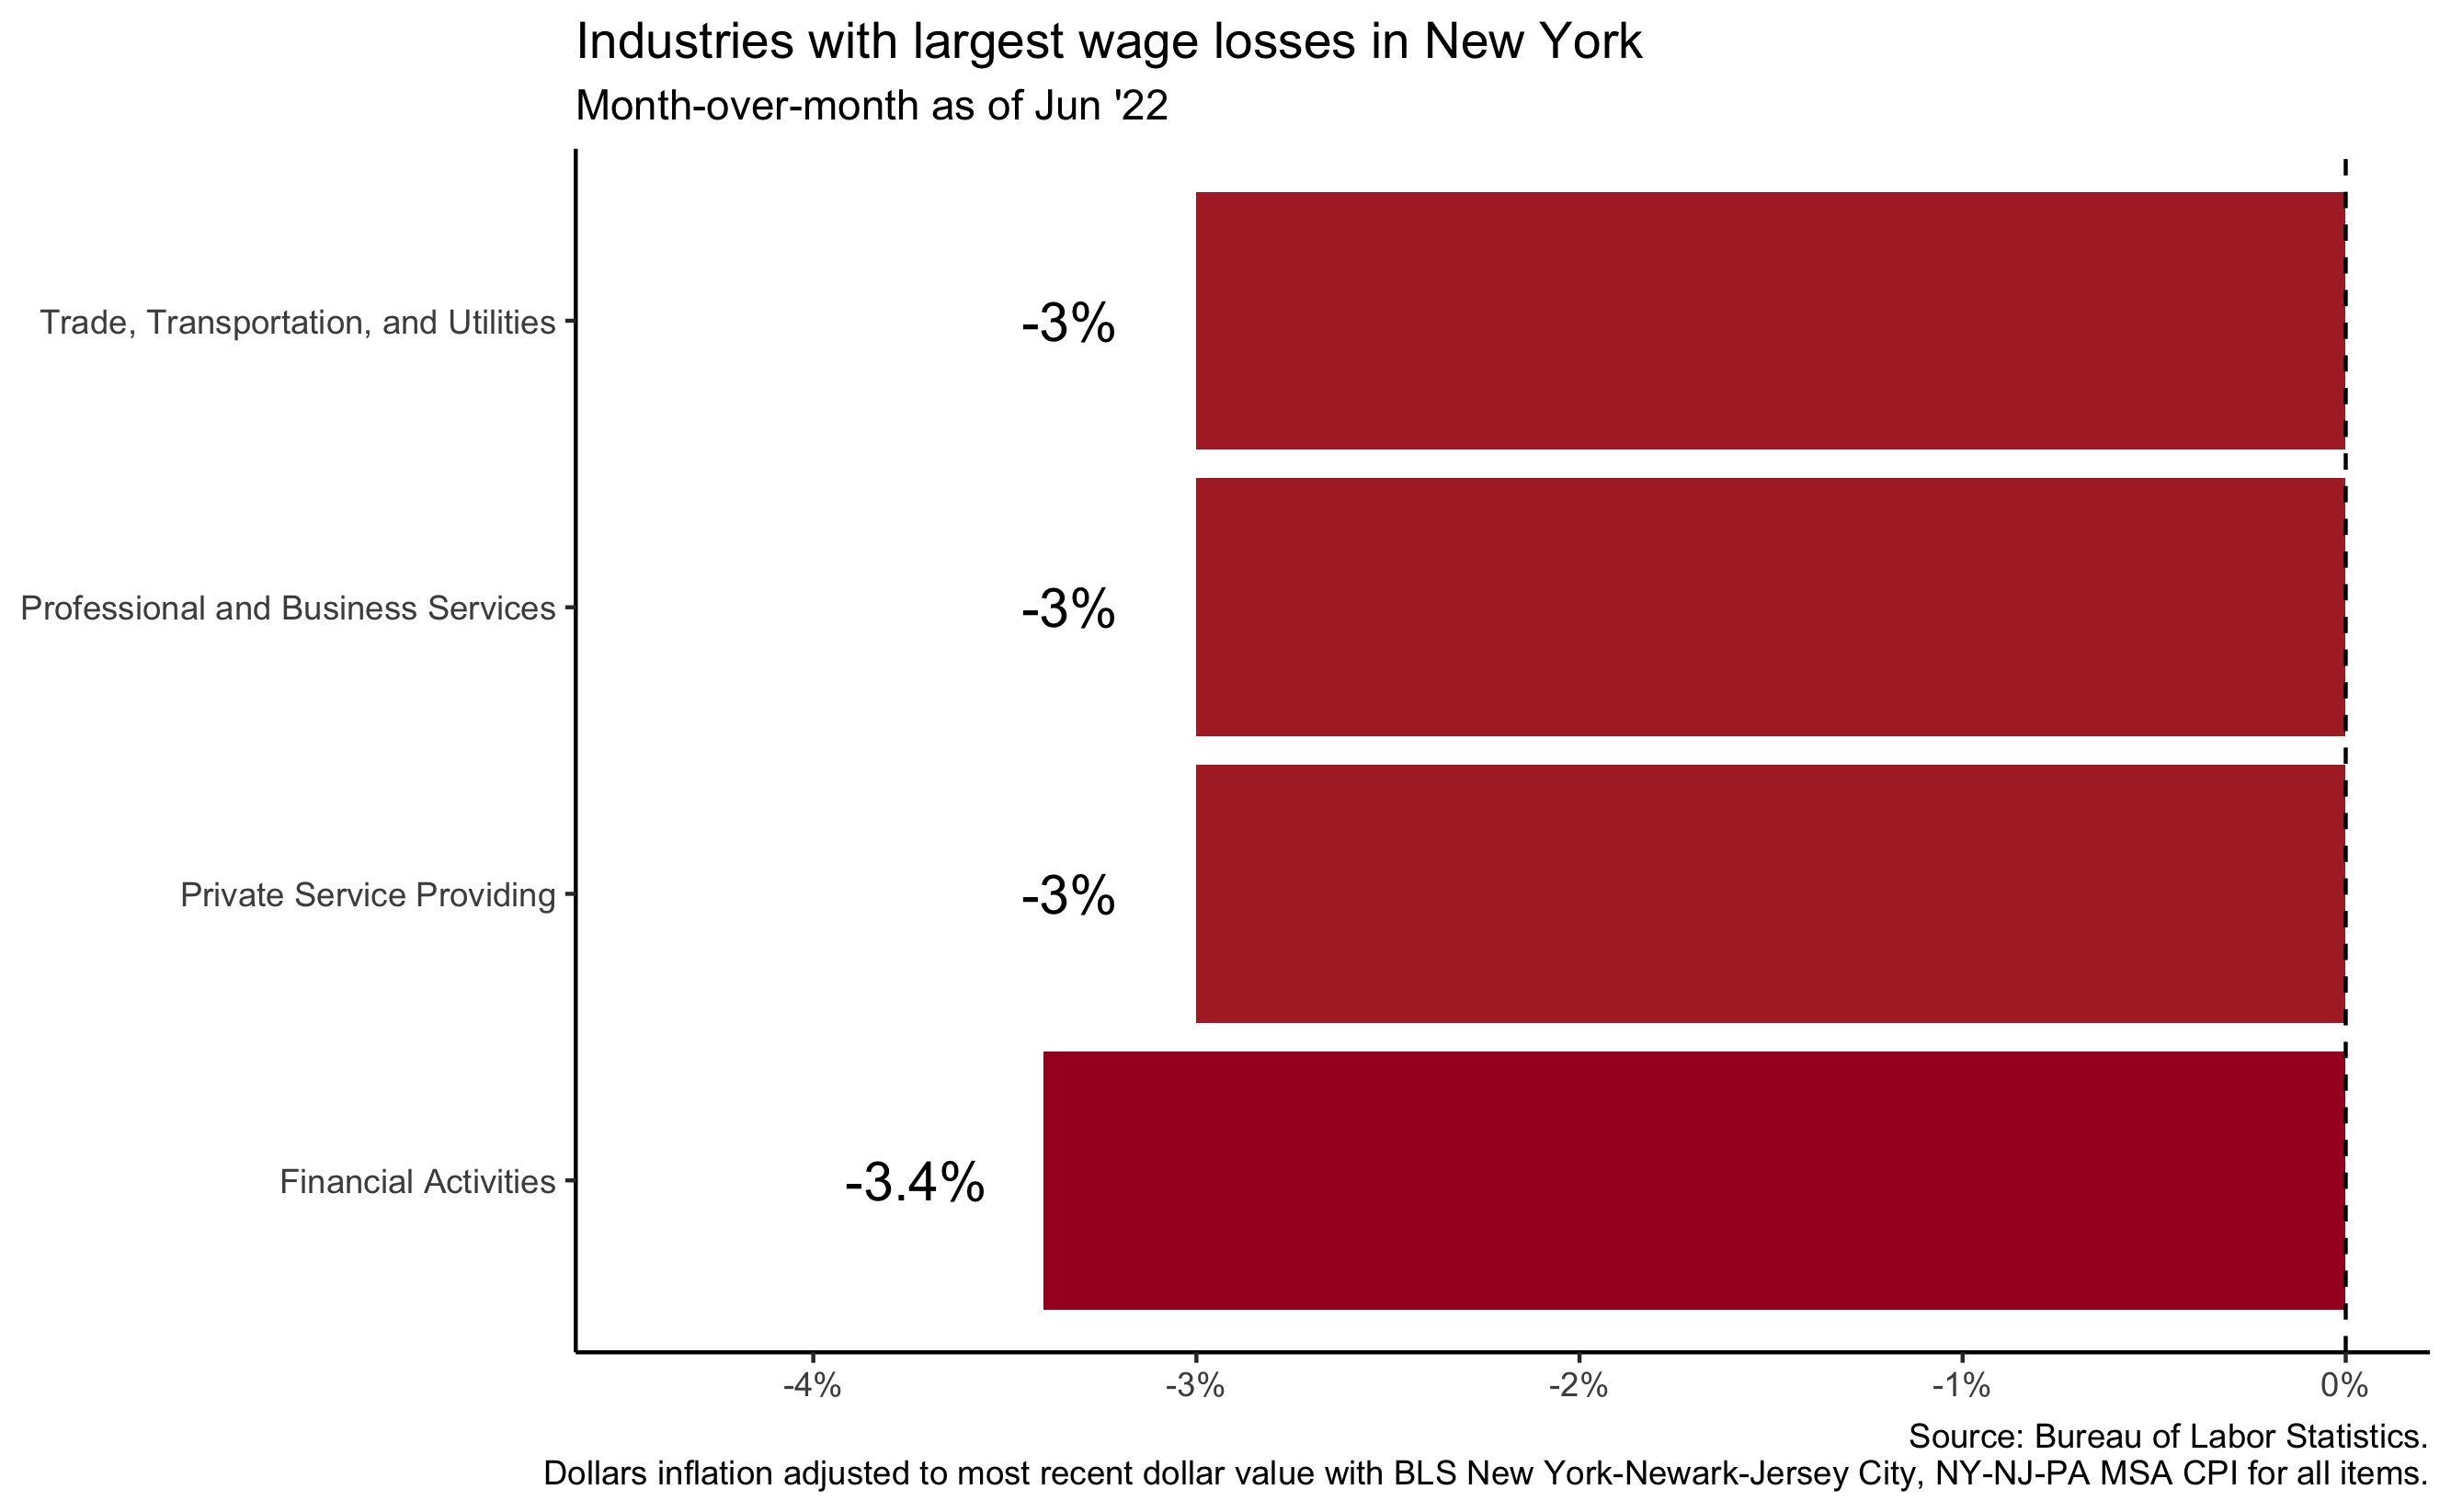 Industries with largest wage losses in New York
Month-over-month as of Jun '22
Trade, Transportation, and Utilities
-3%
Professional and Business Services
-3%
Private Service Providing
-3%
Financial Activities
-3.4%
-4%
-3%
-2%
-1%
0%
Source: Bureau of Labor Statistics.
Dollars inflation adjusted to most recent dollar value with BLS New York-Newark-Jersey City, NY-NJ-PA MSA CPI for all items.